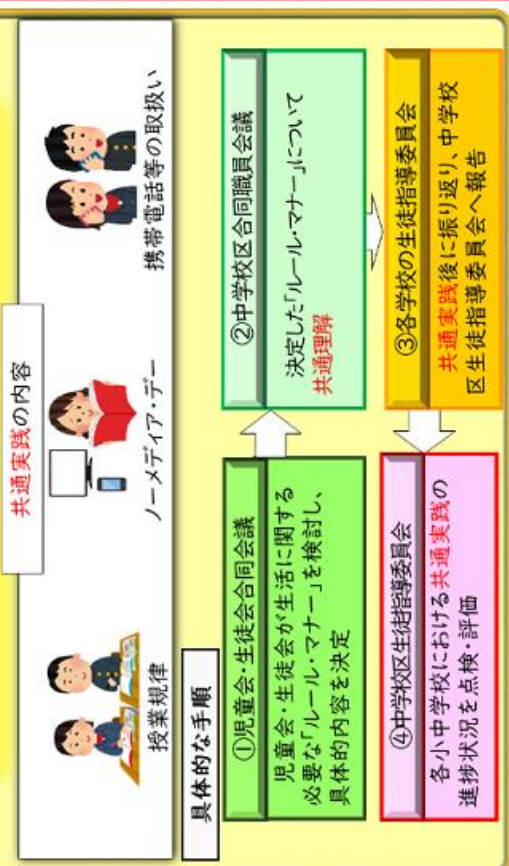 共通実践の内容
授業規律
ノーメディア・デー
携帯電話等の取扱い
具体的な手順
①児童会・生徒会合同会議
児童会・生徒会が生活に関する
必要な「ルール・マナー」を検討し、
具体的内容を決定
②中学校区合同職員会議
決定した「ルール・マナー」について
共通理解
③各学校の生徒指導委員会
共通実践後に振り返り、中学校
区生徒指導委員会へ報告
④中学校区生徒指導委員会
各小中学校における共通実践の
進捗状況を点検・評価